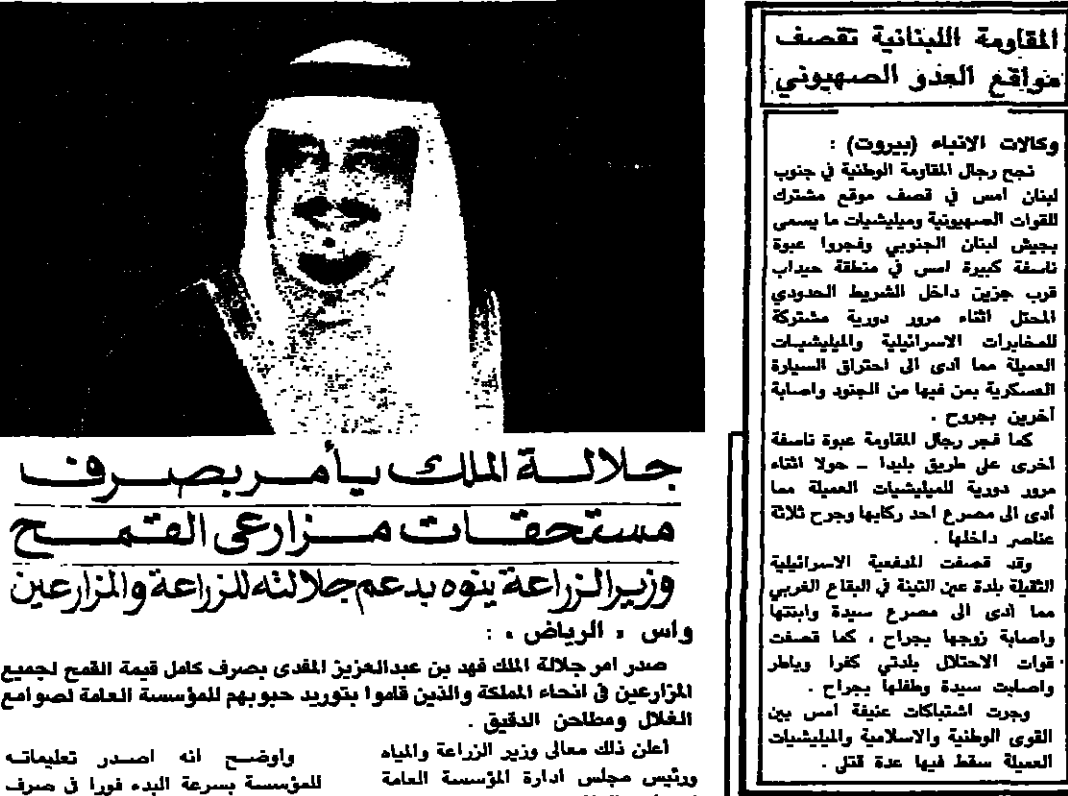 المقاومة اللبنانية تقصف
مواقع العدو الصهيوني
وكالات الانباء (بيروت) :
نجح رجال المقاومة الوطنية في جنوب
لبنان امس في قصف موقع مشترك
للقوات الصهيونية وميليشيات ما يسمى
بجيش لبنان الجنوبي وفجروا عبوة
ناسفة كبيرة امس في منطقة حيداب
قرب جزين داخل الشريط الحدودي
المحتل اثناء مرور دورية مشتركة
للمخابرات الاسرائيلية والميليشيات
العميلة مما ادى الى احتراق السيارة
العسكرية بمن فيها من الجنود واصابة
آخرين بجروح .
كما فجر رجال المقاومة عبوة ناسفة
أخرى على طريق بليدا ـ حولا اثناء
مرور دورية للميليشيات العميلة مما
أدى الى مصرع احد ركابها وجرح ثلاثة
عناصر داخلها .
وقد قصفت المدفعية الاسرائيلية
الثقيلة بلدة عين التينة في البقاع الغربي
مما أدى الى مصرع سيدة وابنتها
واصابة زوجها بجراح ، كما قصفت
قوات الاحتلال بلدتي كفرا وياطر
واصابت سيدة وطفلها بجراح .
وجرت اشتباكات عنيفة امس بين
القوى الوطنية والاسلامية والميليشيات
العميلة سقط فيها عدة قتلى .
جلالة الملك يأمر بصرف
مستحقات مزارعى القمح
وزير الزراعة ينوه بدعم جلالته للزراعة والمزارعين
واس ، الرياض ، :
صدر امر جلالة الملك فهد بن عبدالعزيز المفدى بصرف كامل قيمة القمح لجميع
المزارعين في انحاء المملكة والذين قاموا بتوريد حبوبهم للمؤسسة العامة لصوامع
الغلال ومطاحن الدقيق .
أعلن ذلك معالى وزير الزراعة والمياه
ورئيس مجلس ادارة المؤسسة العامة
واوضح انه اصدر تعليماته
للمؤسسة بسرعة البدء فورا في صرف